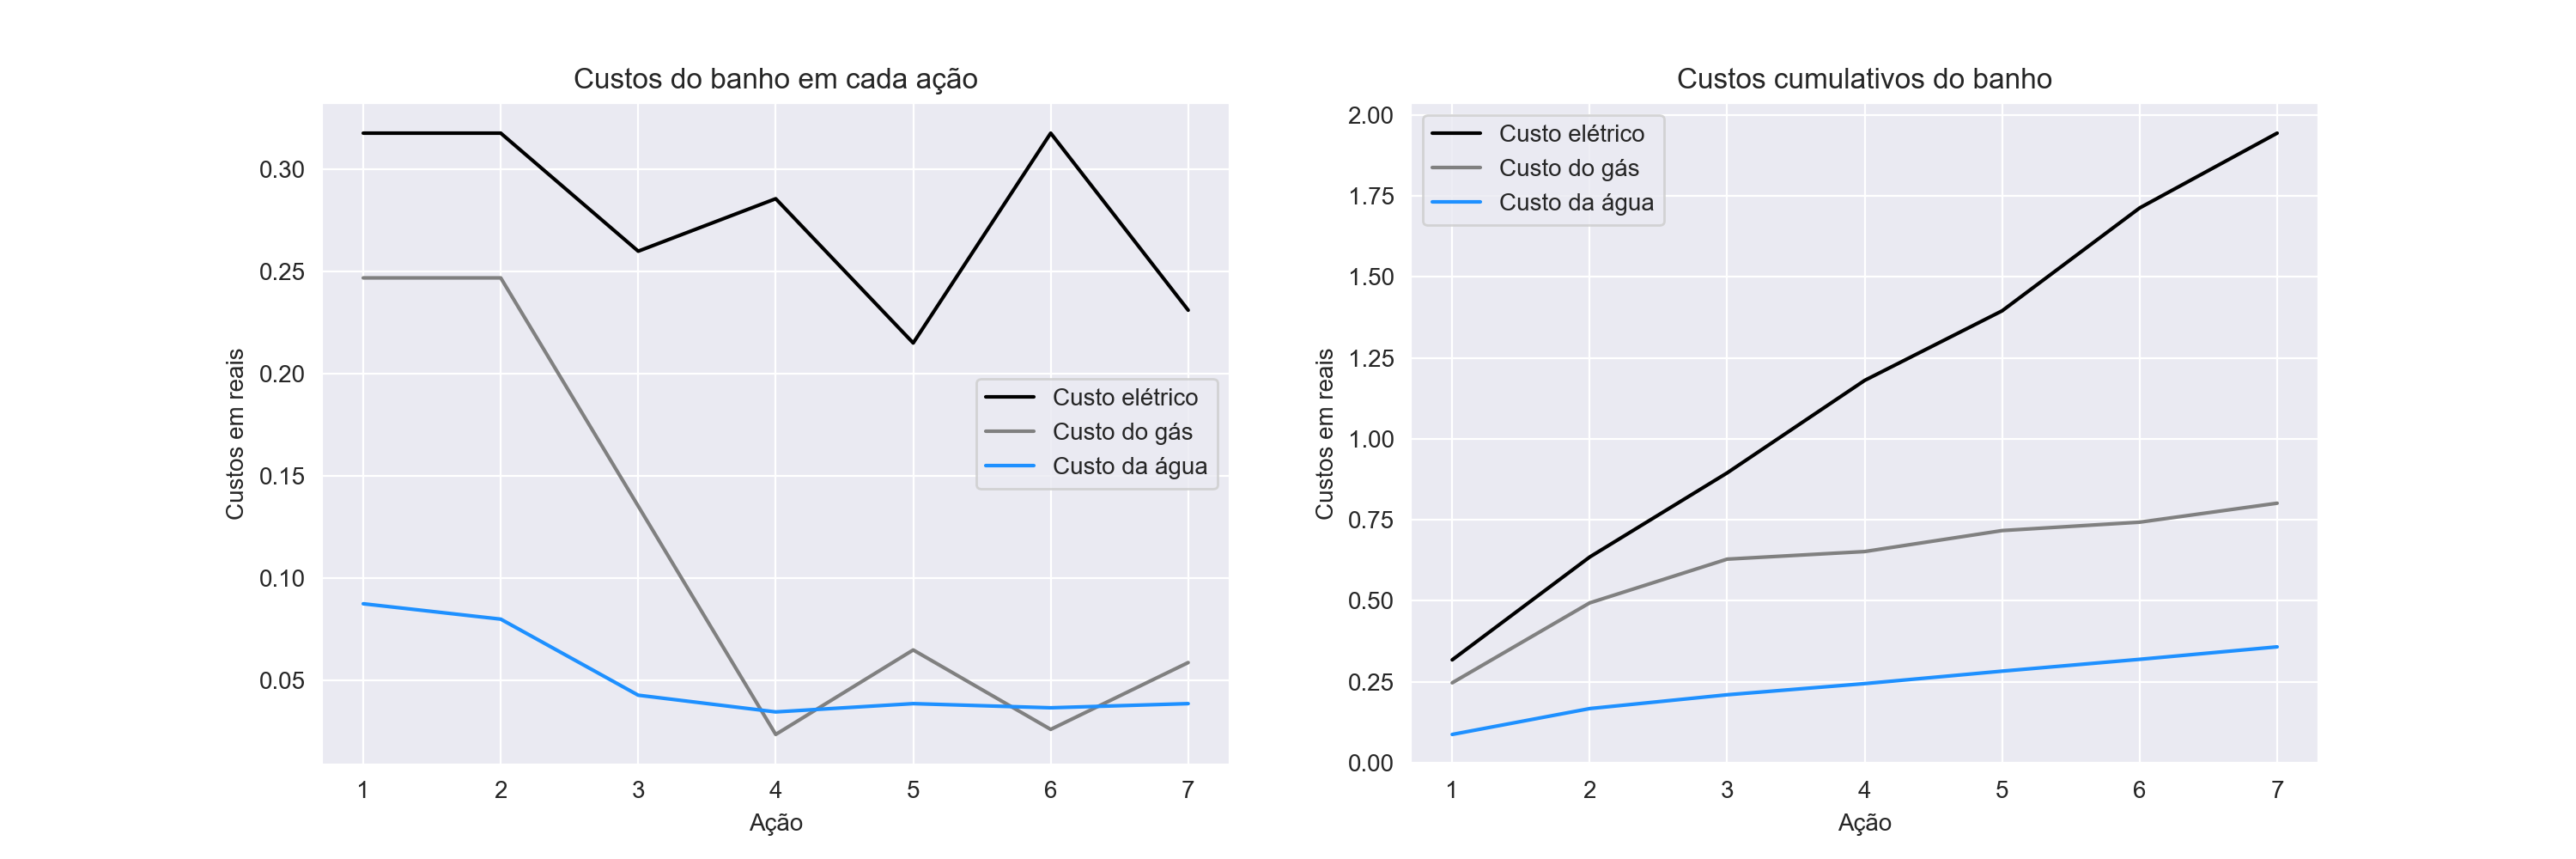 Custos do banho em cada ação
0.30
0.25
0.20
0.15
0.10
0.05
Custos em reais
Custo elétrico
Custo do gás
Custo da água
1 2 3 4 5 6 7
Ação
Custos cumulativos do banho
2.00
1.75
1.50
1.25
1.00
0.75
0.50
0.25
0.00
Custos em reais
Custo elétrico
Custo do gás
Custo da água
1 2 3 4 5 6 7
Ação